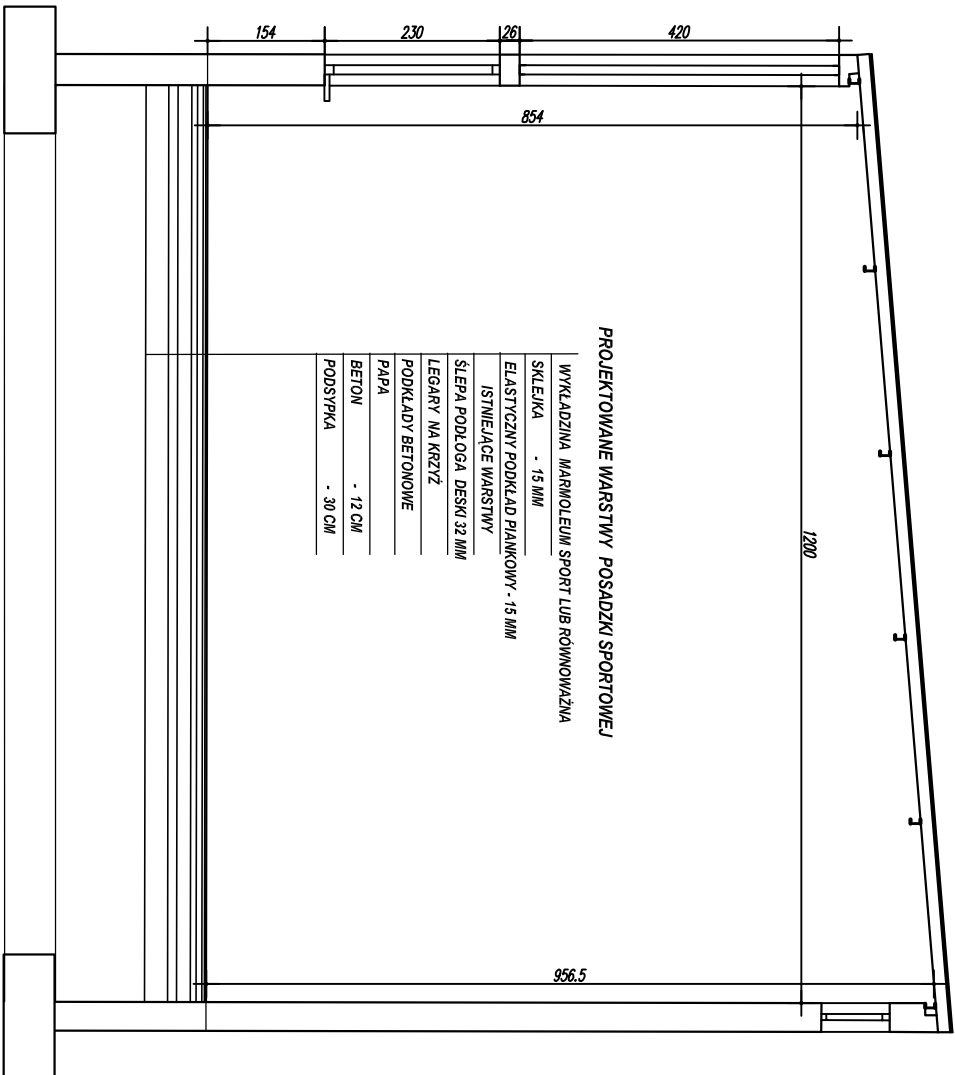 154
230
26
420
854
1200
956.5
PROJEKTOWANE WARSTWY POSADZKI SPORTOWEJ
WYKŁADZINA MARMOLEUM SPORT LUB RÓWNOWAŻNA
SKLEJKA - 15 MM
ELASTYCZNY PODKŁAD PIANKOWY - 15 MM
ISTNIEJĄCE WARSTWY
ŚLEPA PODŁOGA DESKI 32 MM
LEGARY NA KRZYŻ
PODKŁADY BETONOWE
PAPA
BETON - 12 CM
PODSYPKA - 30 CM